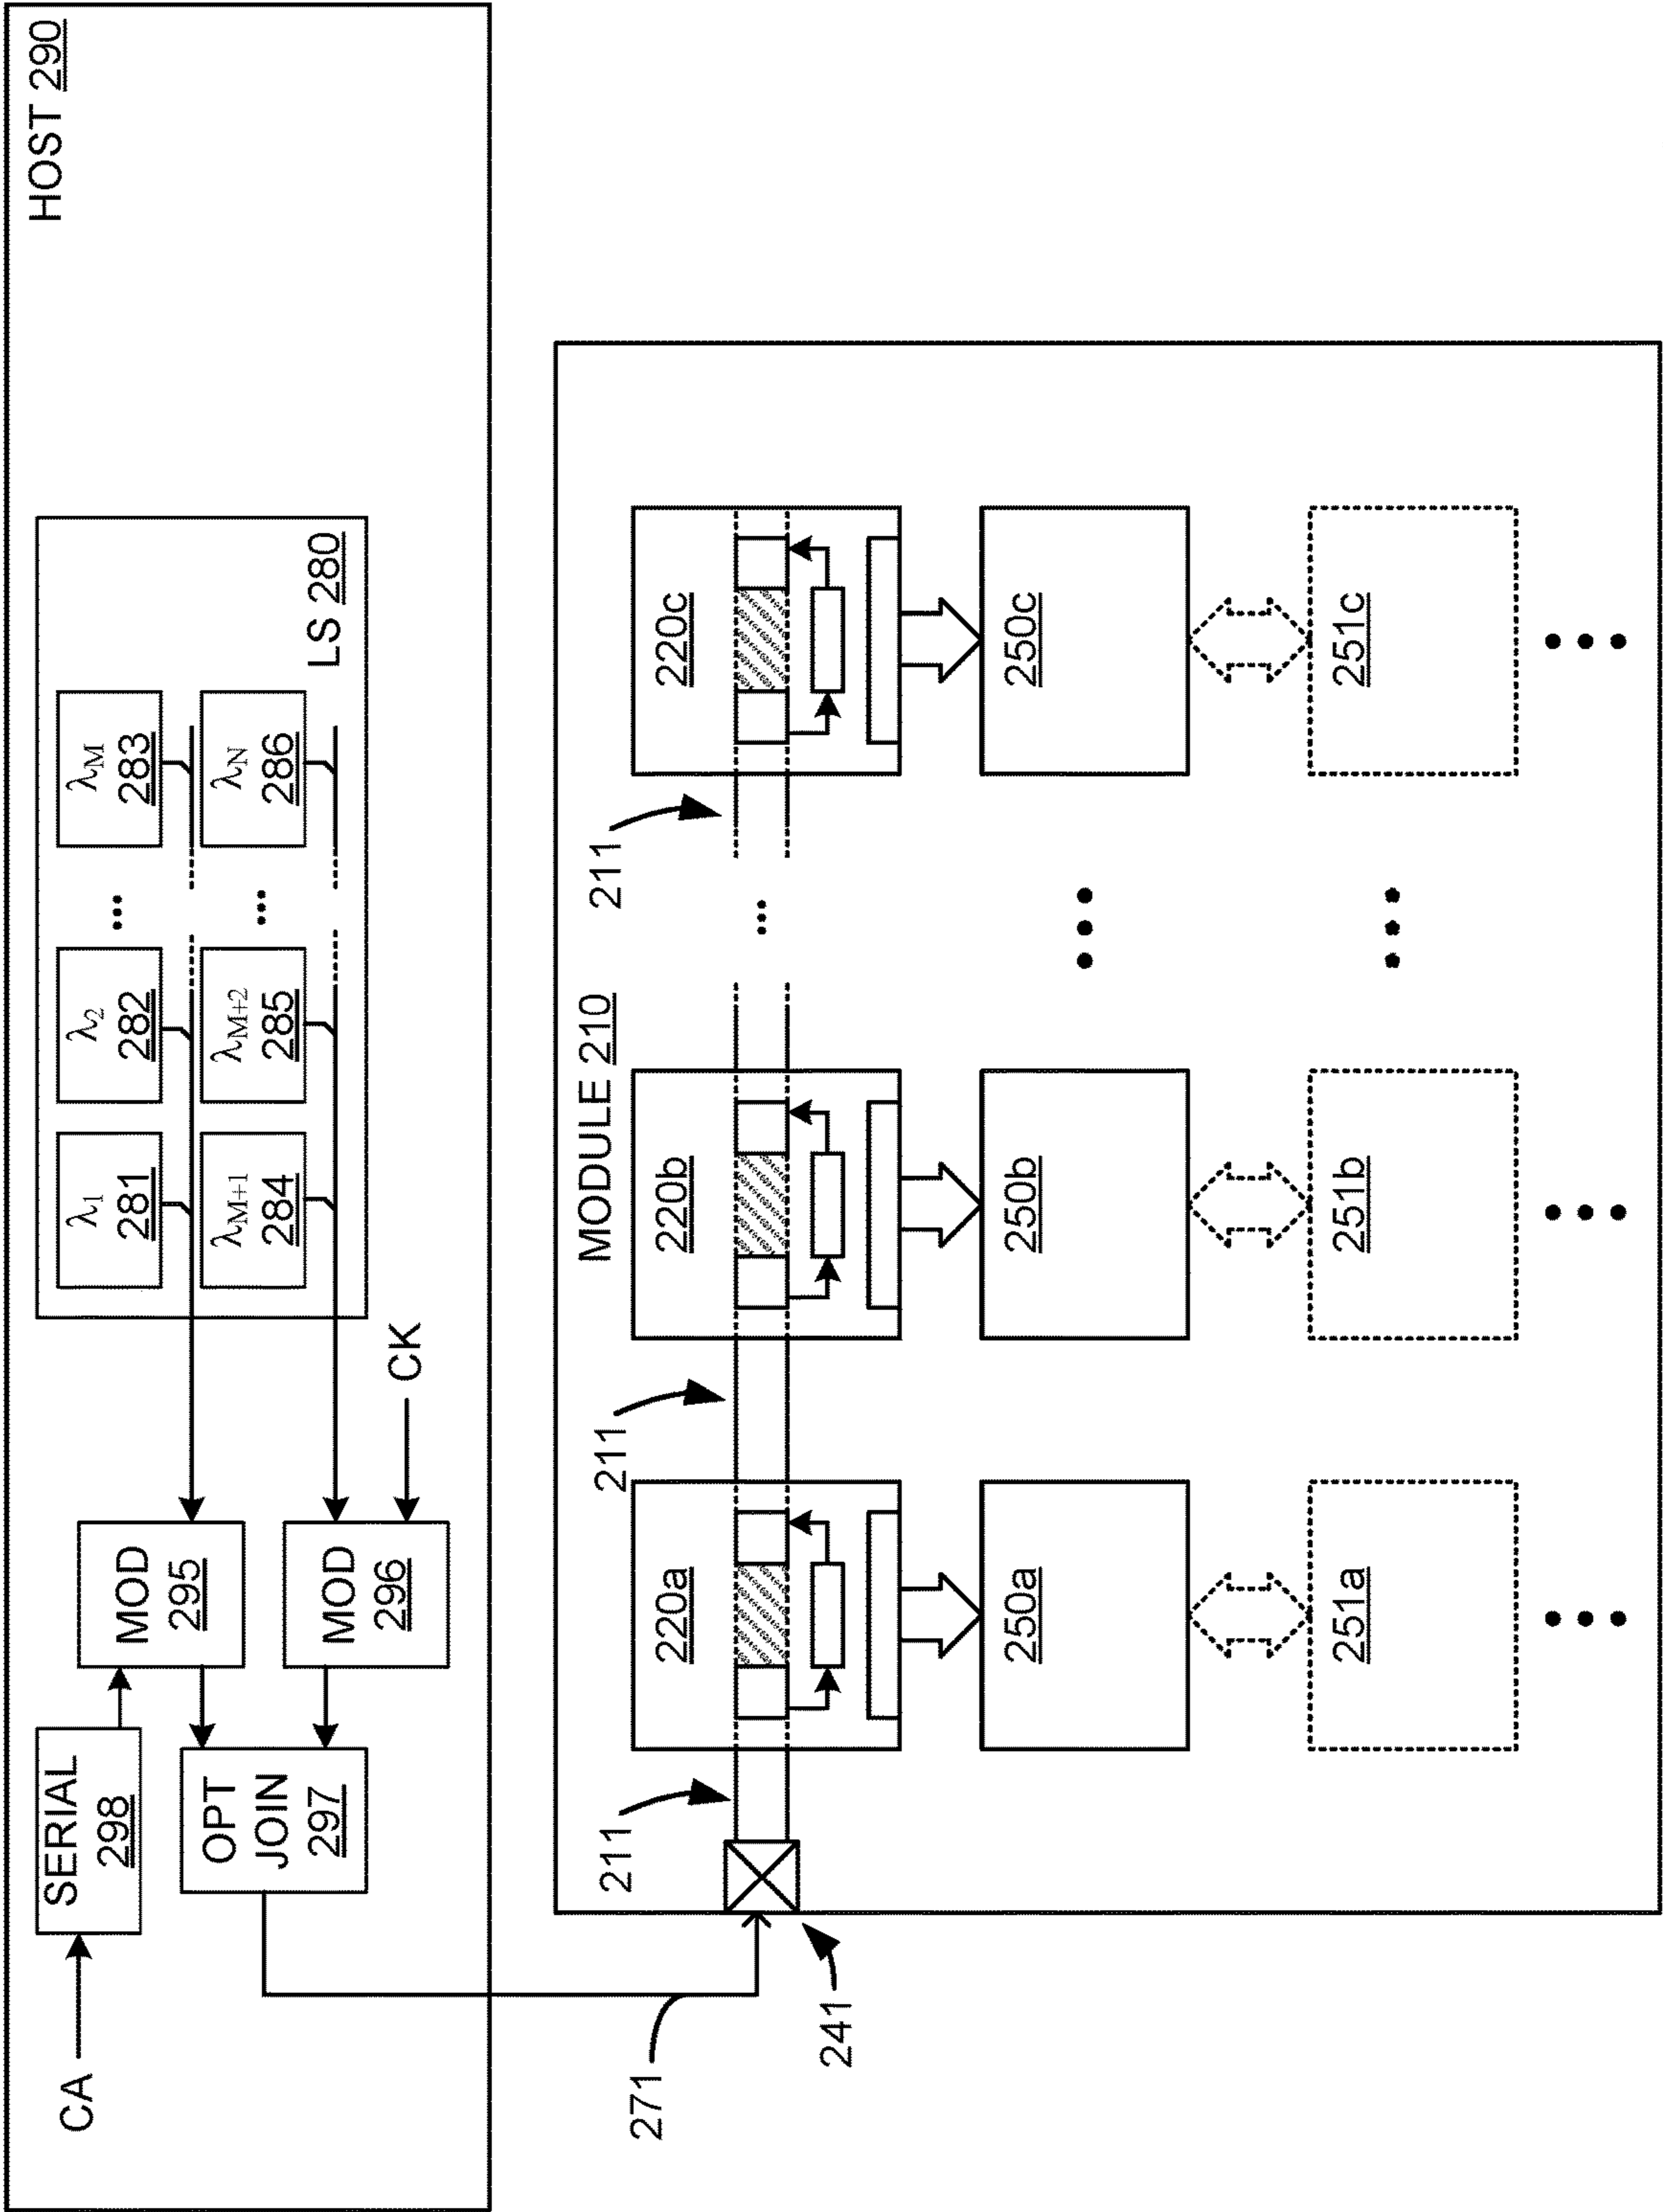 HOST 290
λ1
281
λ2
282
...
λM
283
λM+1
284
λM+2
285
...
λN
286
LS 280
CA
SERIAL
298
MOD
295
MOD
296
CK
OPT
JOIN
297
271
241
MODULE 210
211
211
...
211
220a
220b
220c
250a
250b
...
250c
251a
251b
...
251c
...
...
...